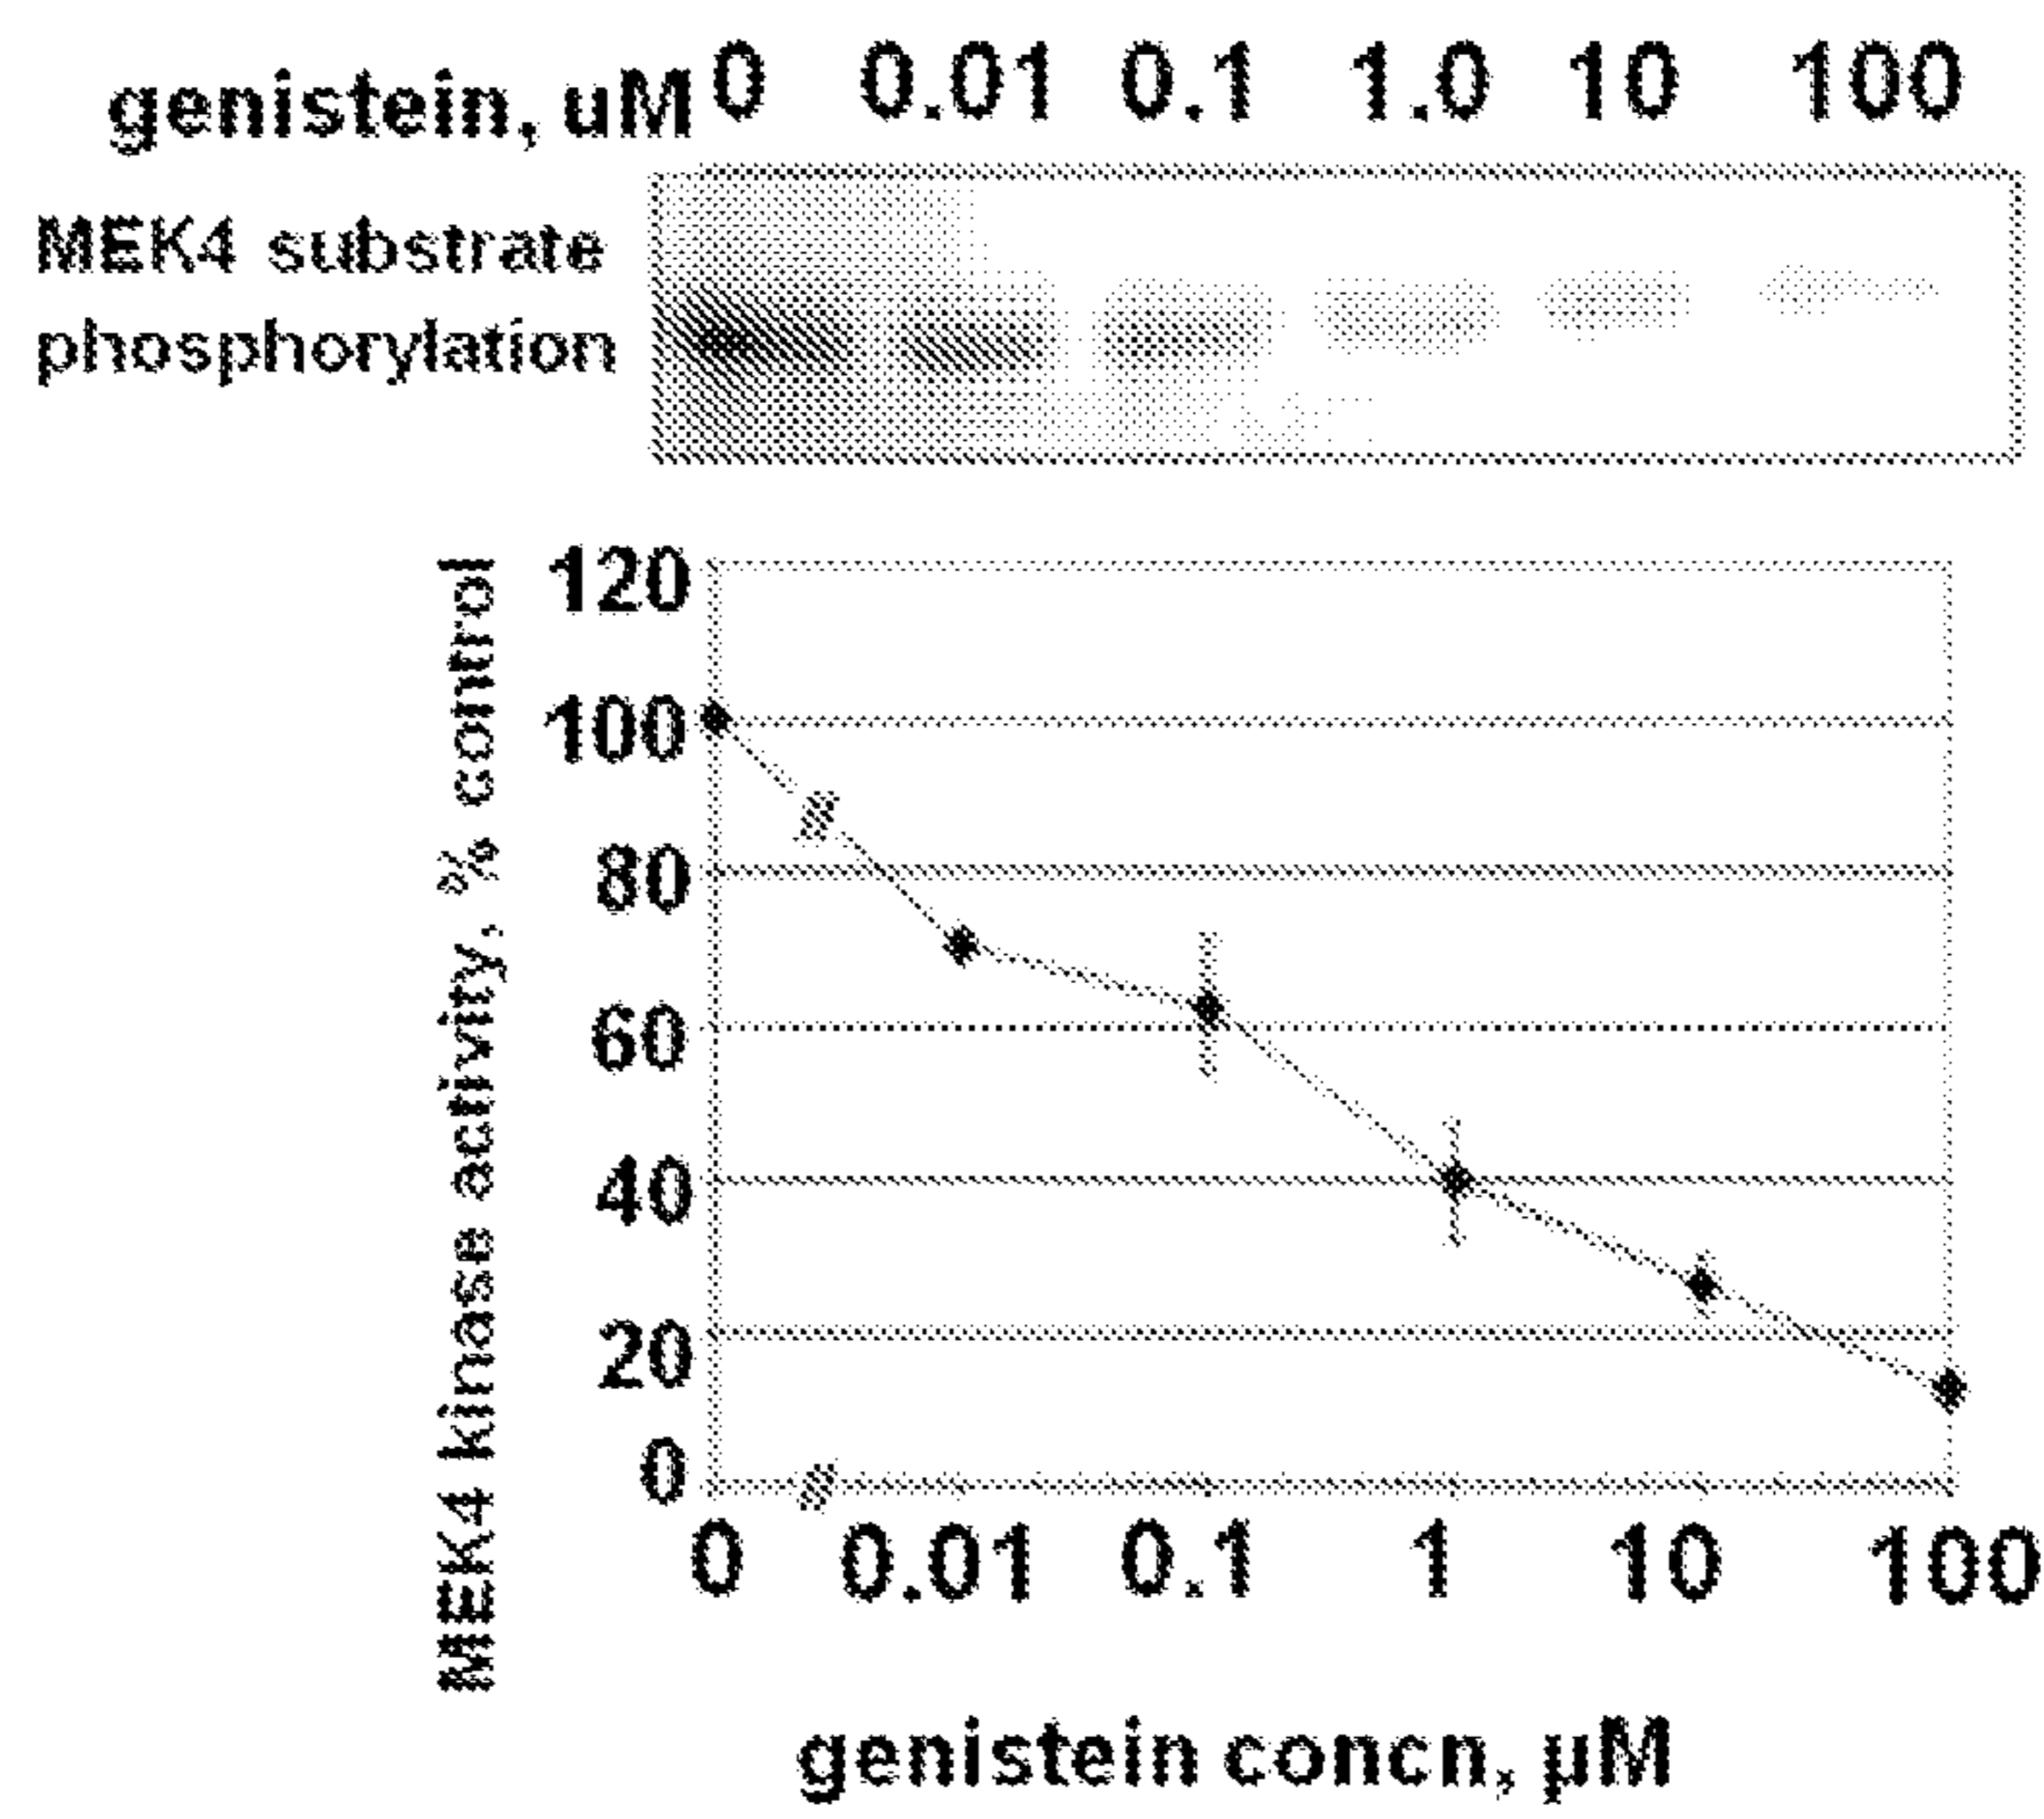 genistein, uM 0 0.01 0.1 1.0 10 100
MEK4 substrate
phosphorylation
MEK4 kinase activity, % control
120
100
80
60
40
20
0
0 0.01 0.1 1 10 100
genistein concn, µM